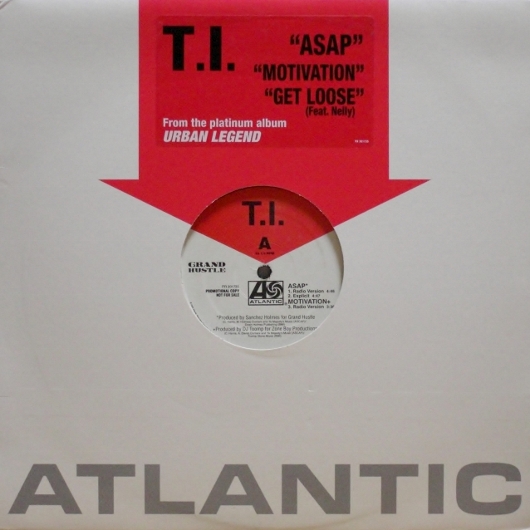 T.I.
"ASAP"
"MOTIVATION"
"GET LOOSE"
(Feat. Nelly)
From the platinum album
URBAN LEGEND
T.I.
A
GRAND
HUSTLE
PROMOTIONAL COPY
NOT FOR SALE
ATLANTIC
ASAP*
1. Radio Version
2. Explicit
MOTIVATION+
3. Radio Version
*Produced by Sanchez Holmes for Grand Hustle
+Produced by DJ Toomp for Zone Boy Productions
ATLANTIC